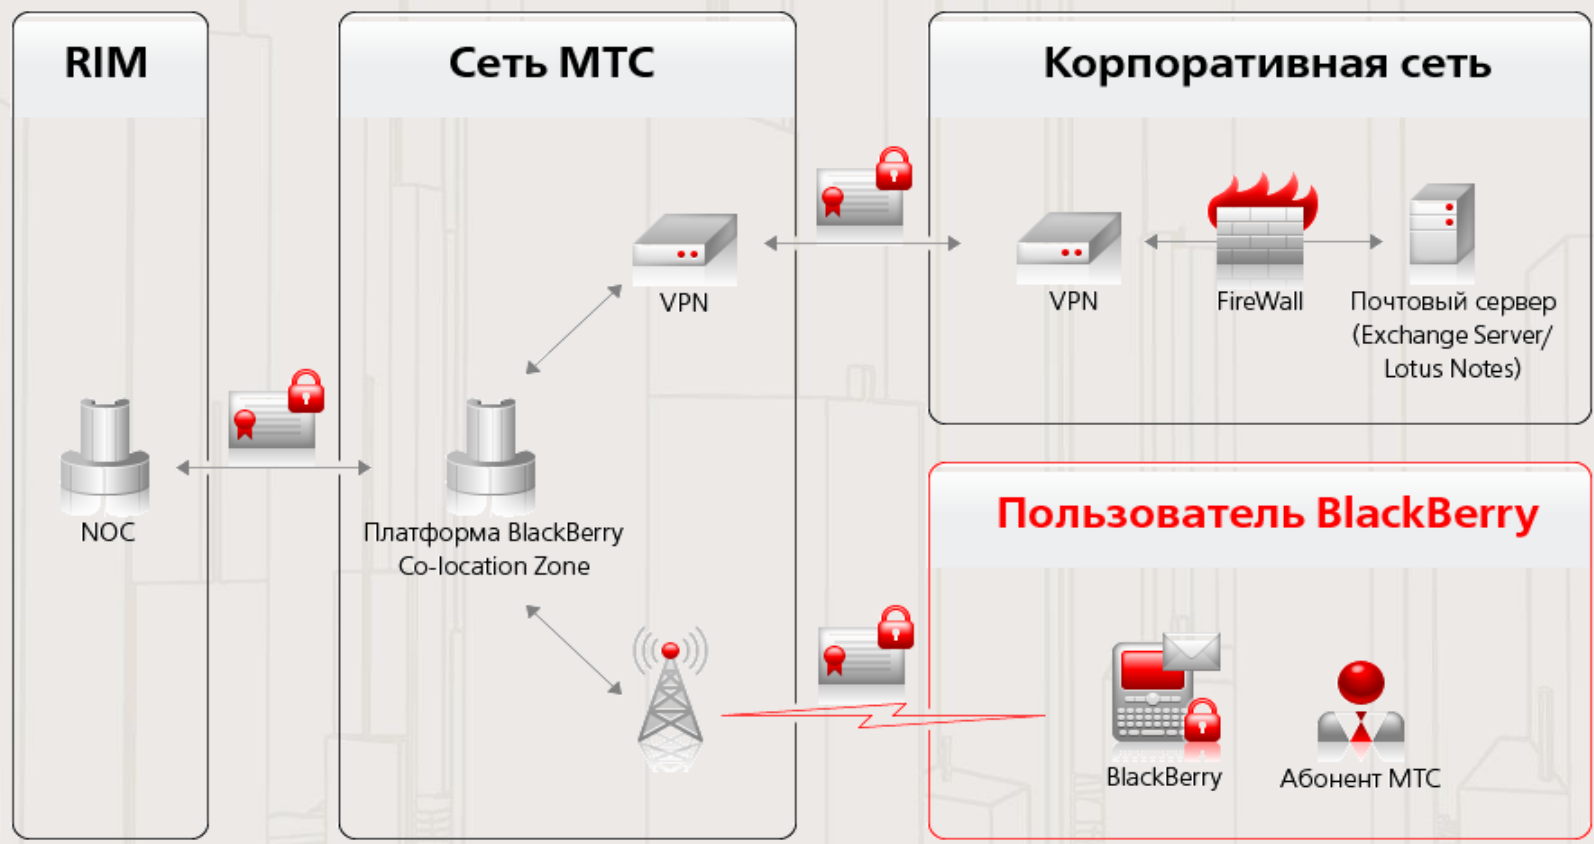 RIM
Сеть МТС
Корпоративная сеть
VPN
VPN
FireWall
Почтовый сервер
(Exchange Server/
Lotus Notes)
NOC
Платформа BlackBerry
Co-location Zone
Пользователь BlackBerry
BlackBerry
Абонент МТС